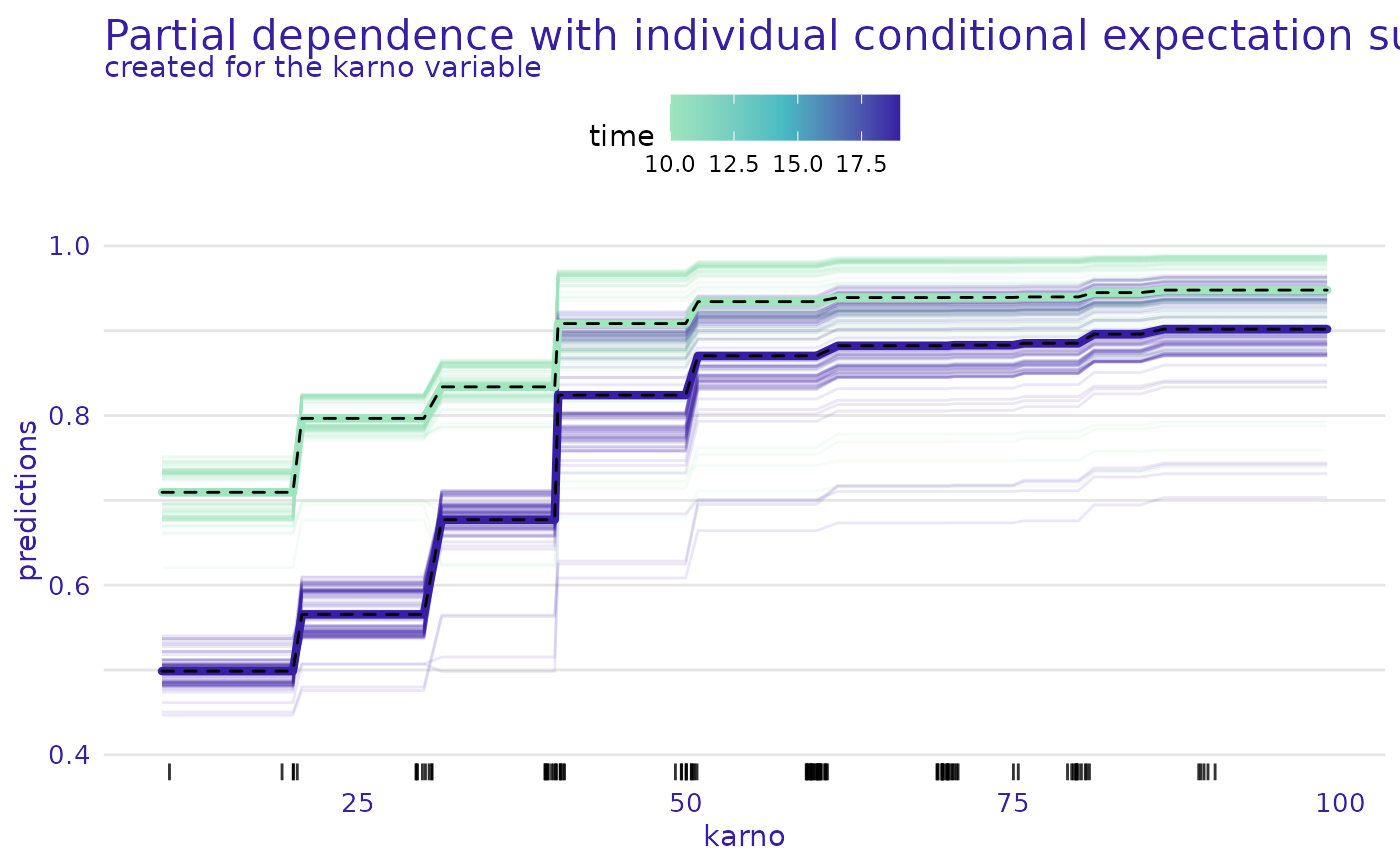 Partial dependence with individual conditional expectation su
created for the karno variable
time
10.0 12.5 15.0 17.5
1.0
0.8
0.6
0.4
predictions
25 50 75 100
karno